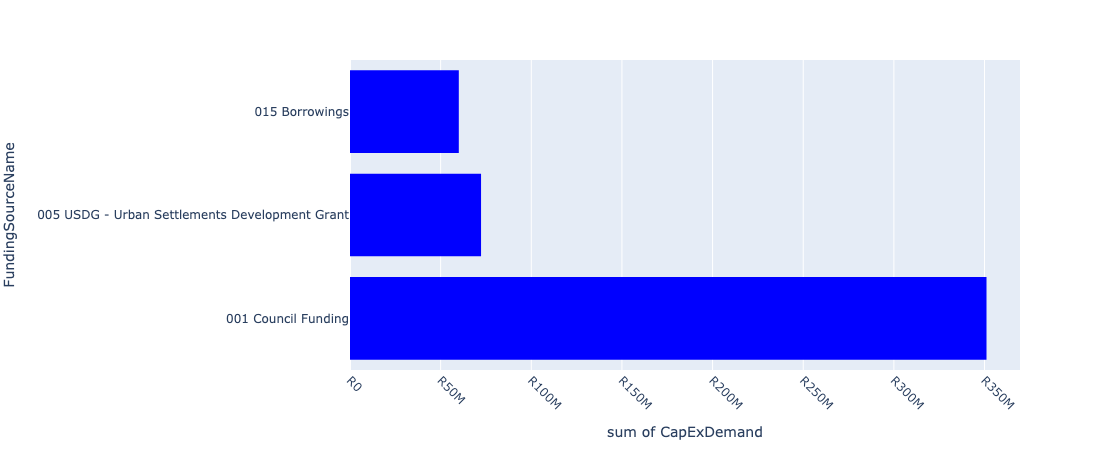 015 Borrowings
005 USDG - Urban Settlements Development Grant
001 Council Funding
FundingSourceName
R0
R50M
R100M
R150M
R200M
R250M
R300M
R350M
sum of CapExDemand